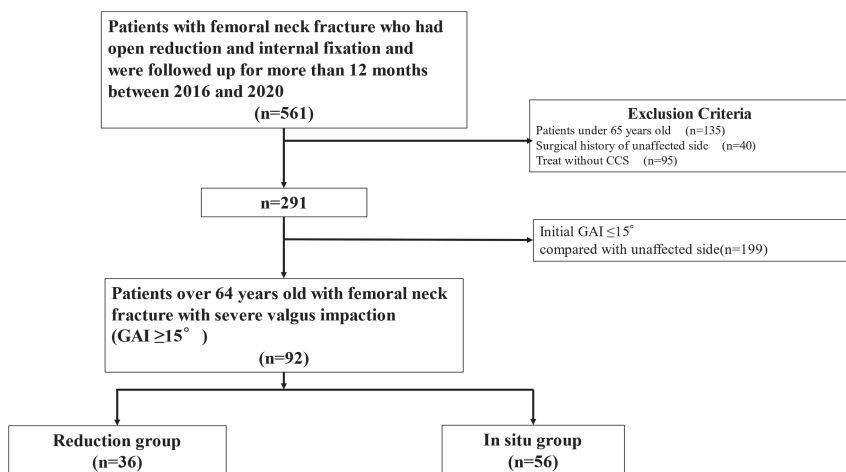 Patients with femoral neck fracture who had
open reduction and internal fixation and
were followed up for more than 12 months
between 2016 and 2020
(n=561)
Exclusion Criteria
Patients under 65 years old (n=135)
Surgical history of unaffected side (n=40)
Treat without CCS (n=95)
n=291
Initial GAI ≤15°
compared with unaffected side(n=199)
Patients over 64 years old with femoral neck
fracture with severe valgus impaction
(GAI ≥15° )
(n=92)
Reduction group
(n=36)
In situ group
(n=56)